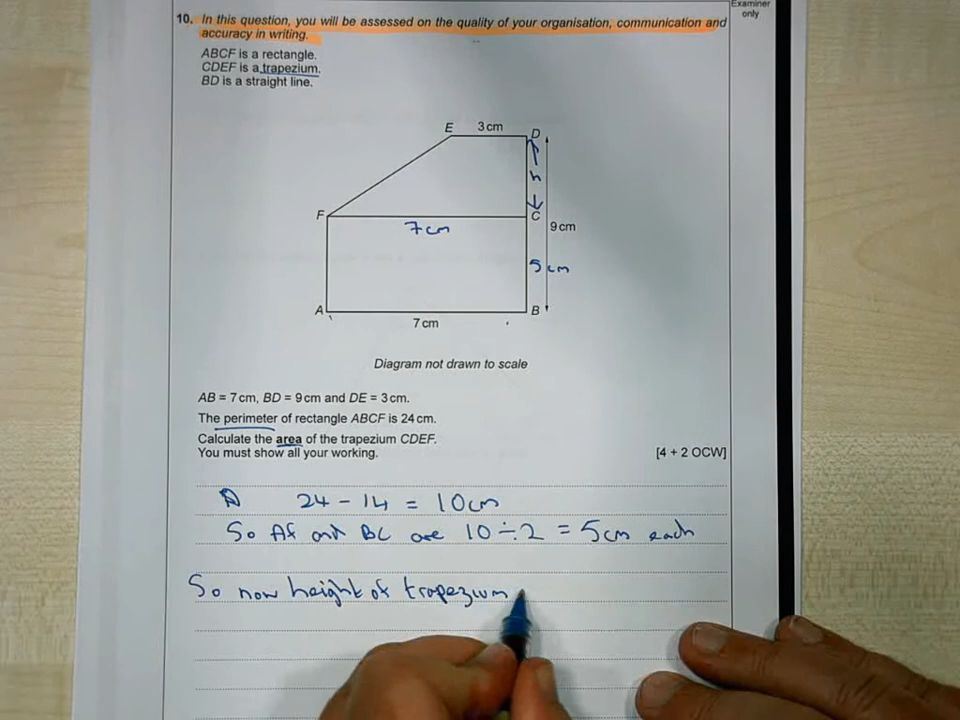 Examiner
only
10. In this question, you will be assessed on the quality of your organisation, communication and
accuracy in writing.
ABCF is a rectangle.
CDEF is a trapezium.
BD is a straight line.
E 3 cm D
h
F C
7cm
9 cm
5 cm
A B
7 cm
Diagram not drawn to scale
AB = 7 cm, BD = 9 cm and DE = 3 cm.
The perimeter of rectangle ABCF is 24 cm.
Calculate the area of the trapezium CDEF.
You must show all your working. [4 + 2 OCW]
24 - 14 = 10cm
So AF and BC are 10 ÷ 2 = 5cm each
So now height of trapezium